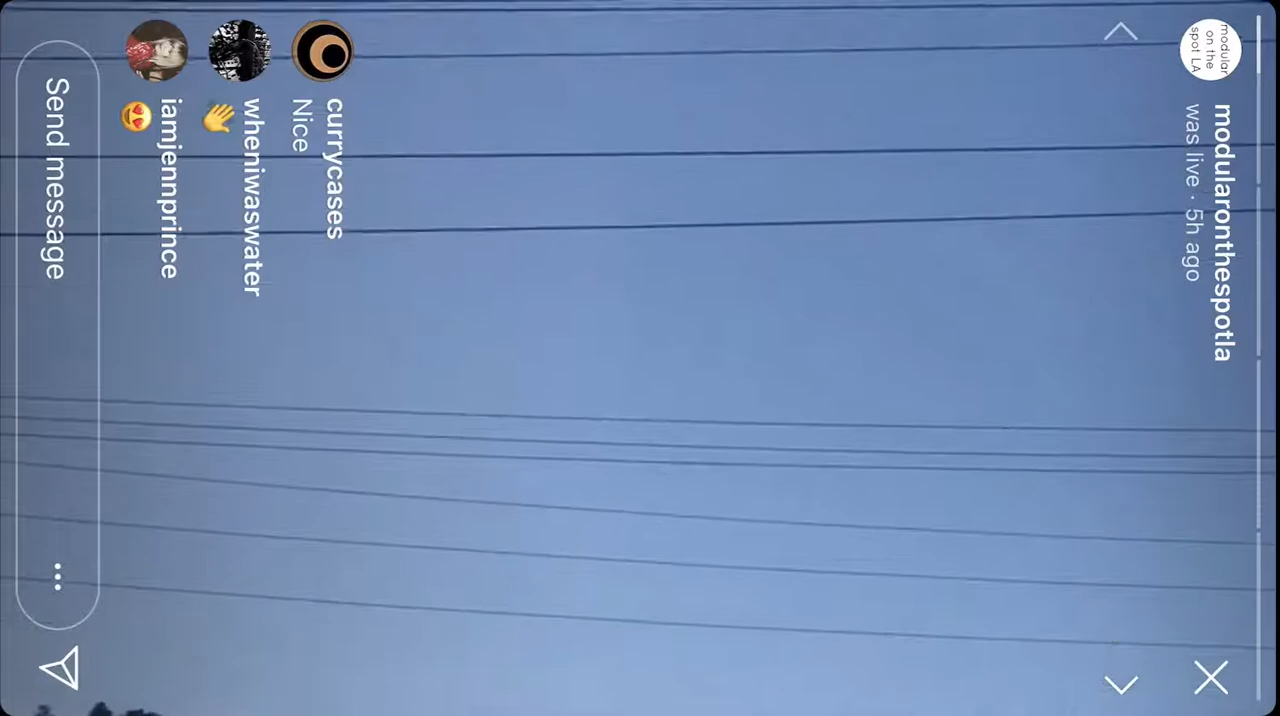 modular
on the
spot LA
modularonthespotla
was live · 5h ago
currycases
Nice
wheniwaswater
iamjennprince
Send message